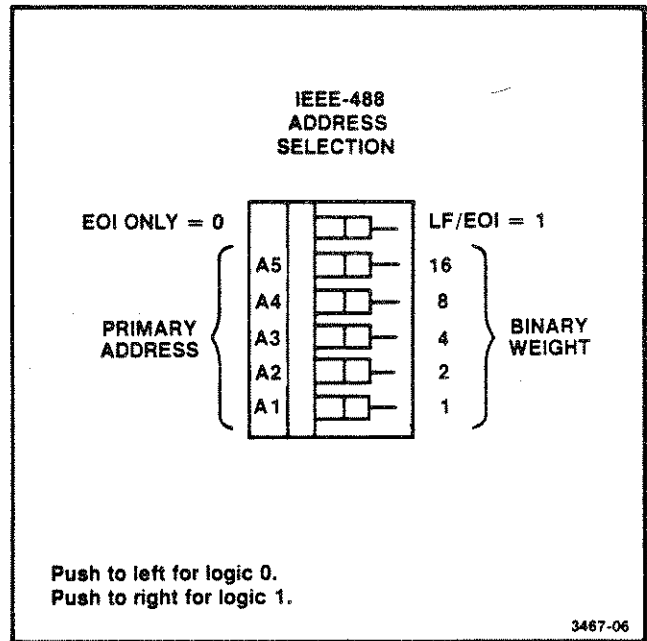 IEEE-488
ADDRESS
SELECTION
EOI ONLY = 0
LF/EOI = 1
A5
16
A4
8
PRIMARY
ADDRESS
A3
4
BINARY
WEIGHT
A2
2
A1
1
Push to left for logic 0.
Push to right for logic 1.
3467-06